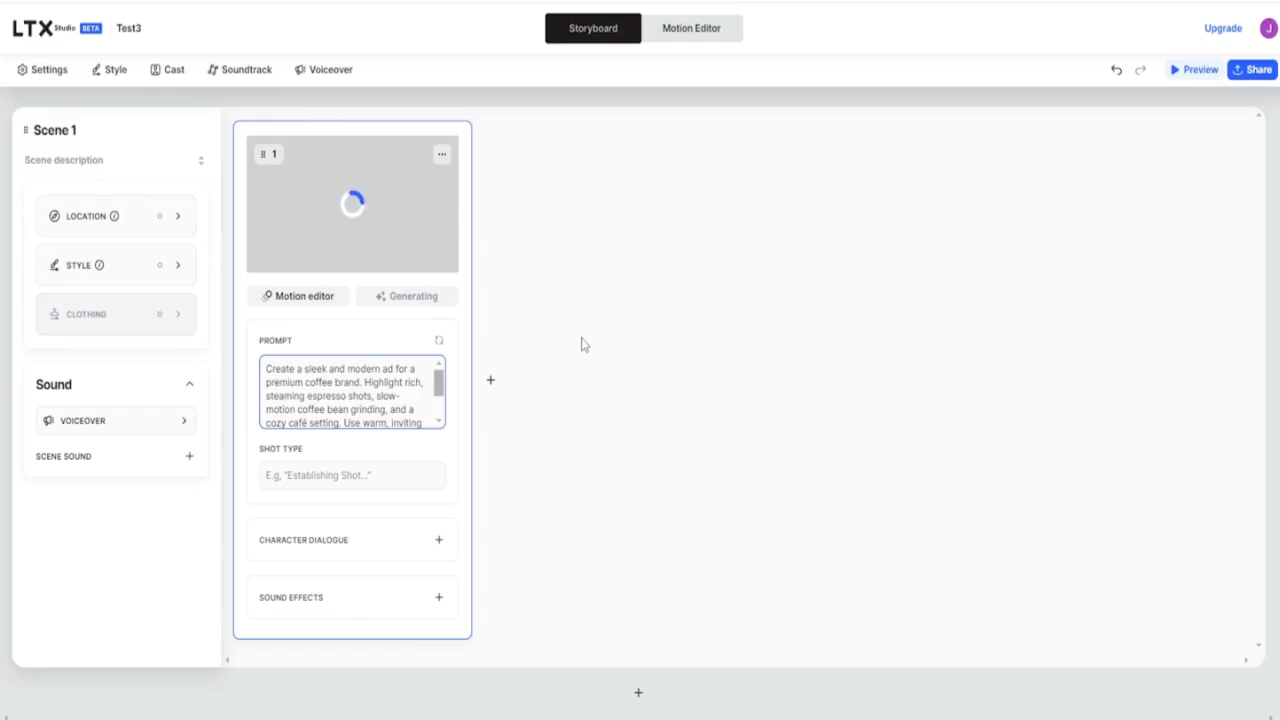 LTX Studio BETA Test3
Storyboard Motion Editor
Upgrade J
Settings Style Cast Soundtrack Voiceover
Preview Share
Scene 1
Scene description
LOCATION
STYLE
CLOTHING
Sound
VOICEOVER
SCENE SOUND
1
Motion editor Generating
PROMPT
Create a sleek and modern ad for a
premium coffee brand. Highlight rich,
steaming espresso shots, slow-
motion coffee bean grinding, and a
cozy café setting. Use warm, inviting
SHOT TYPE
E.g, "Establishing Shot..."
CHARACTER DIALOGUE
SOUND EFFECTS